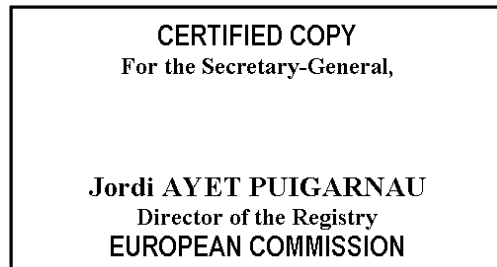 CERTIFIED COPY
For the Secretary-General,
Jordi AYET PUIGARNAU
Director of the Registry
EUROPEAN COMMISSION